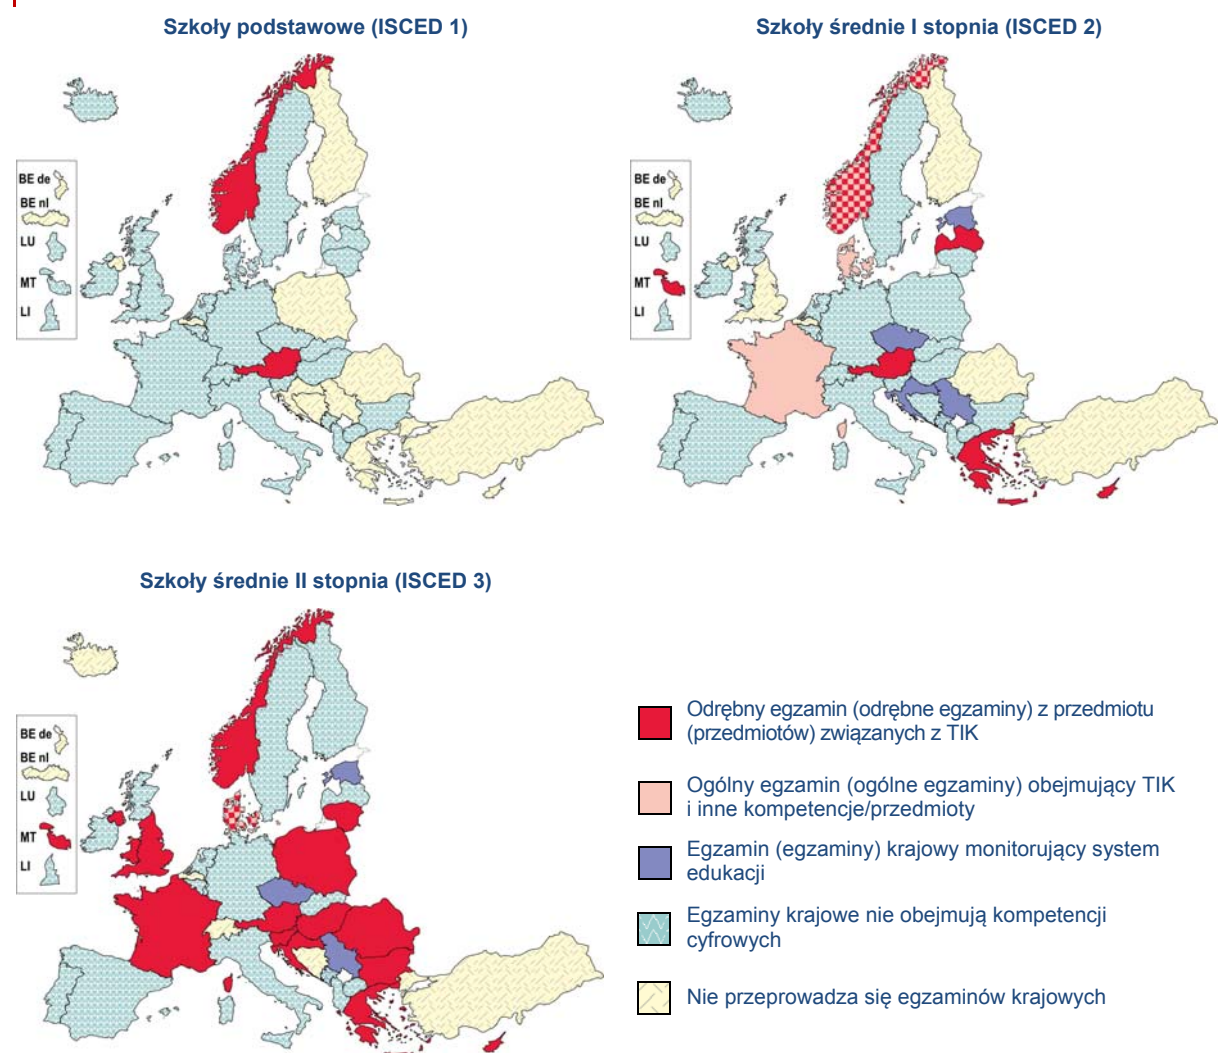 Szkoły podstawowe (ISCED 1)
BE de
BE nl
LU
MT
LI
Szkoły średnie I stopnia (ISCED 2)
BE de
BE nl
LU
MT
LI
Szkoły średnie II stopnia (ISCED 3)
BE de
BE nl
LU
MT
LI
Odrębny egzamin (odrębne egzaminy) z przedmiotu
(przedmiotów) związanych z TIK
Ogólny egzamin (ogólne egzaminy) obejmujący TIK
i inne kompetencje/przedmioty
Egzamin (egzaminy) krajowy monitorujący system
edukacji
Egzaminy krajowe nie obejmują kompetencji
cyfrowych
Nie przeprowadza się egzaminów krajowych